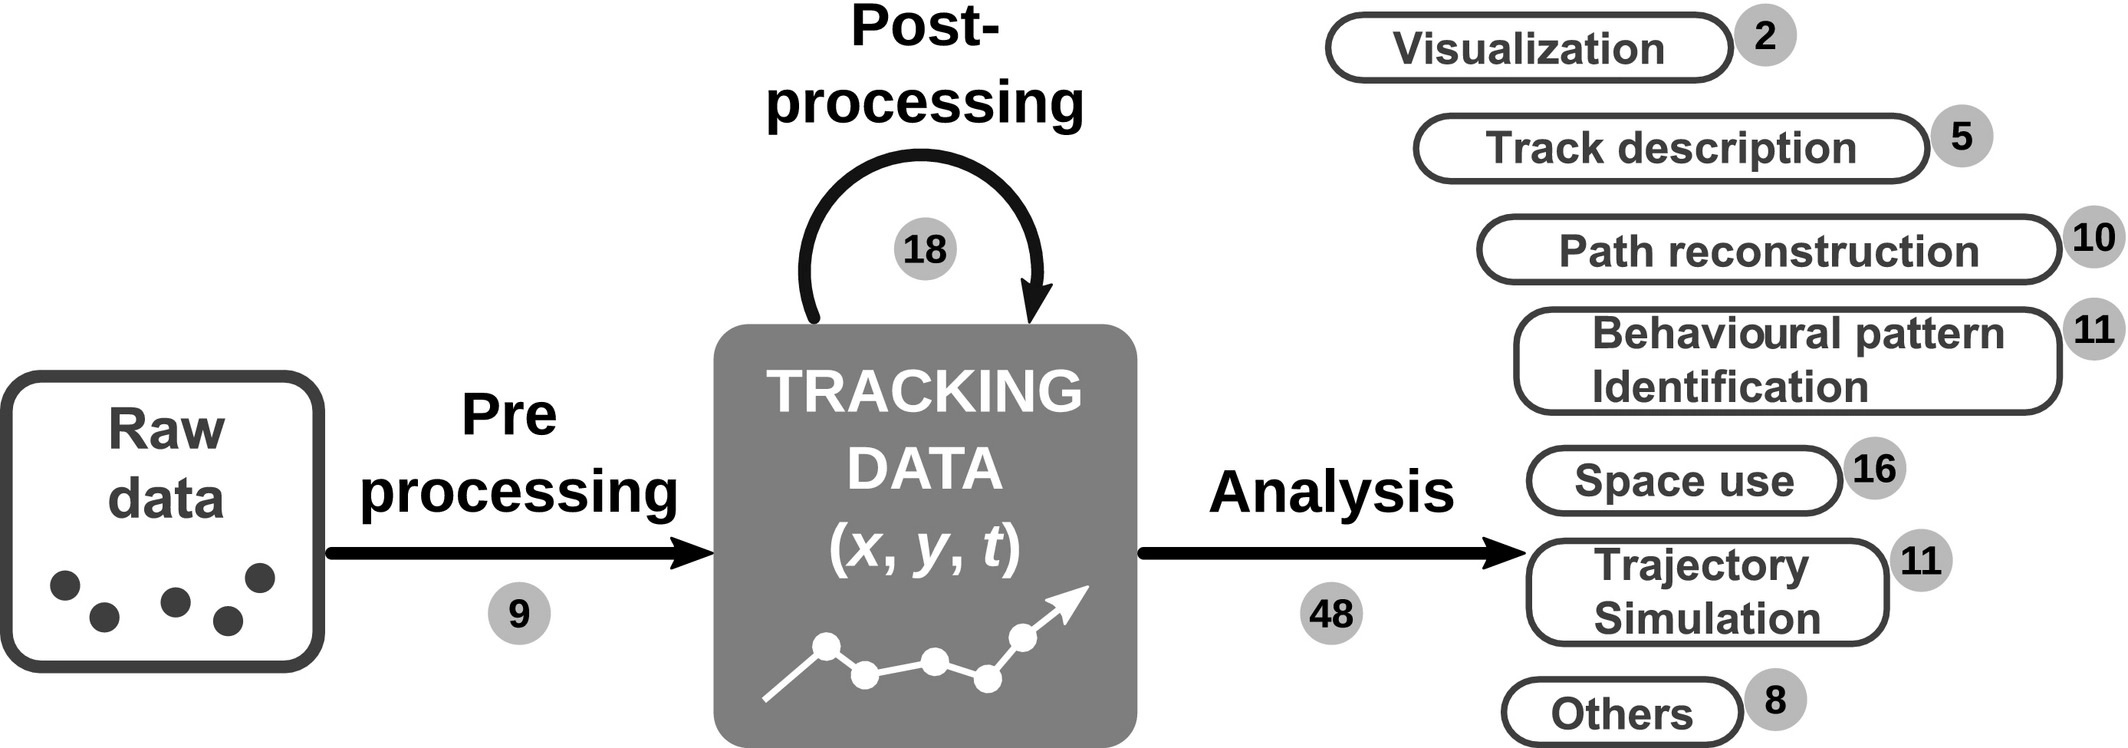 Raw
data
Pre
processing
9
Post-
processing
18
TRACKING
DATA
(x, y, t)
Analysis
48
Visualization
2
Track description
5
Path reconstruction
10
Behavioural pattern
Identification
11
Space use
16
Trajectory
Simulation
11
Others
8